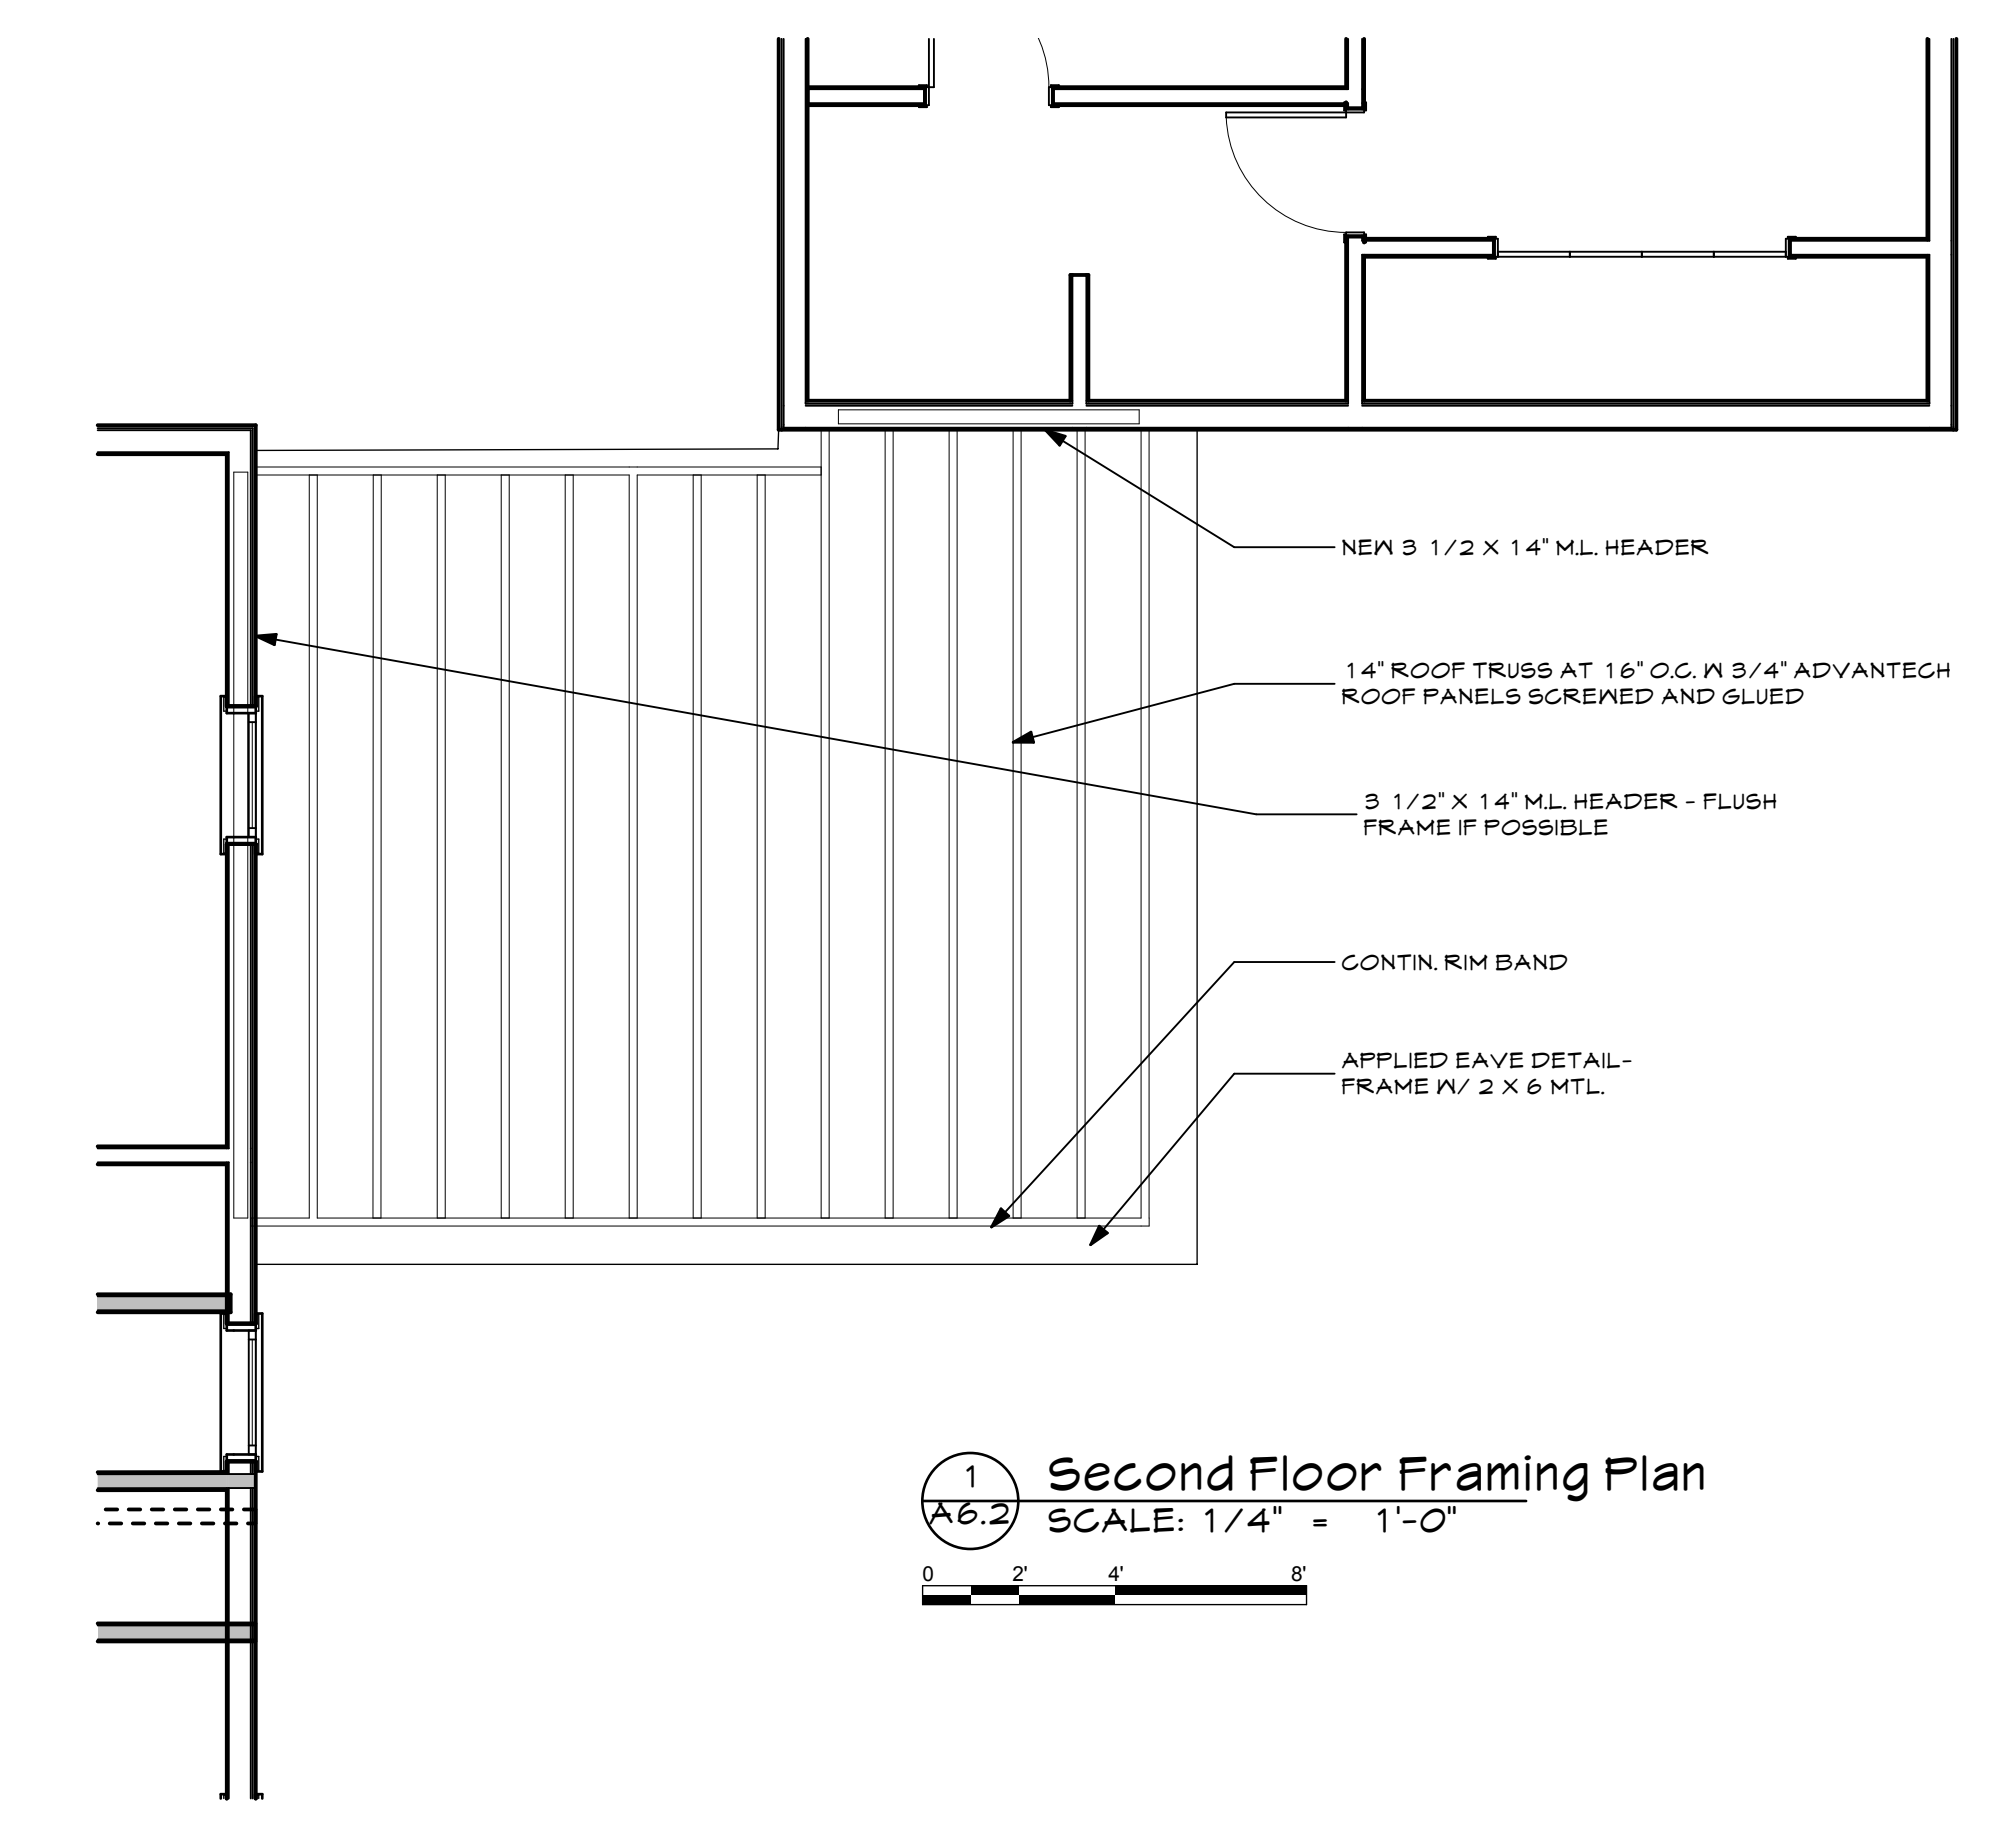 NEW 3 1/2 X 14" M.L. HEADER
14" ROOF TRUSS AT 16" O.C. W 3/4" ADVANTECH
ROOF PANELS SCREWED AND GLUED
3 1/2" X 14" M.L. HEADER - FLUSH
FRAME IF POSSIBLE
CONTIN. RIM BAND
APPLIED EAVE DETAIL-
FRAME W/ 2 X 6 MTL.
1
Second Floor Framing Plan
A6.2
SCALE: 1/4" = 1'-0"
0 2' 4' 8'